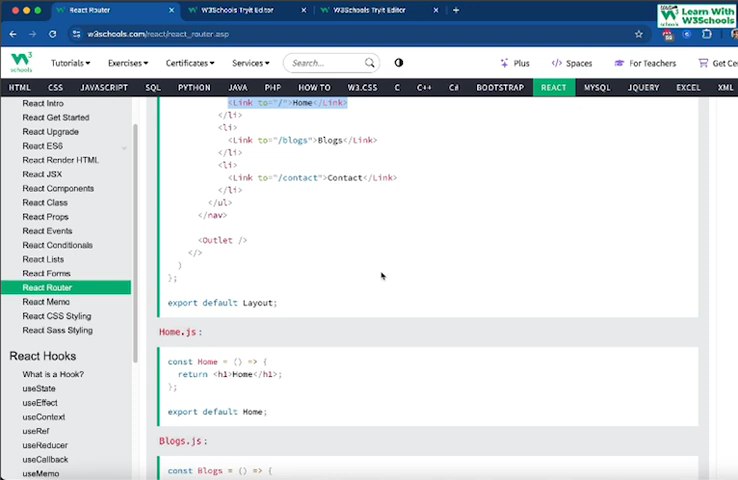 React Router
W3Schools Tryit Editor
W3Schools Tryit Editor
Learn With
W3Schools
w3schools.com/react/react_router.asp
W3
schools
Tutorials
Exercises
Certificates
Services
Search...
Plus
Spaces
For Teachers
Get Ce
HTML
CSS
JAVASCRIPT
SQL
PYTHON
JAVA
PHP
HOW TO
W3.CSS
C
C++
C#
BOOTSTRAP
REACT
MYSQL
JQUERY
EXCEL
XML
React Intro
React Get Started
React Upgrade
React ES6
React Render HTML
React JSX
React Components
React Class
React Props
React Events
React Conditionals
React Lists
React Forms
React Router
React Memo
React CSS Styling
React Sass Styling
React Hooks
What is a Hook?
useState
useEffect
useContext
useRef
useReducer
useCallback
useMemo
<Link to="/">Home</Link>
</li>
<li>
<Link to="/blogs">Blogs</Link>
</li>
<li>
<Link to="/contact">Contact</Link>
</li>
</ul>
</nav>
<Outlet />
</>
)
};
export default Layout;
Home.js:
const Home = () => {
return <h1>Home</h1>;
};
export default Home;
Blogs.js:
const Blogs = () => {